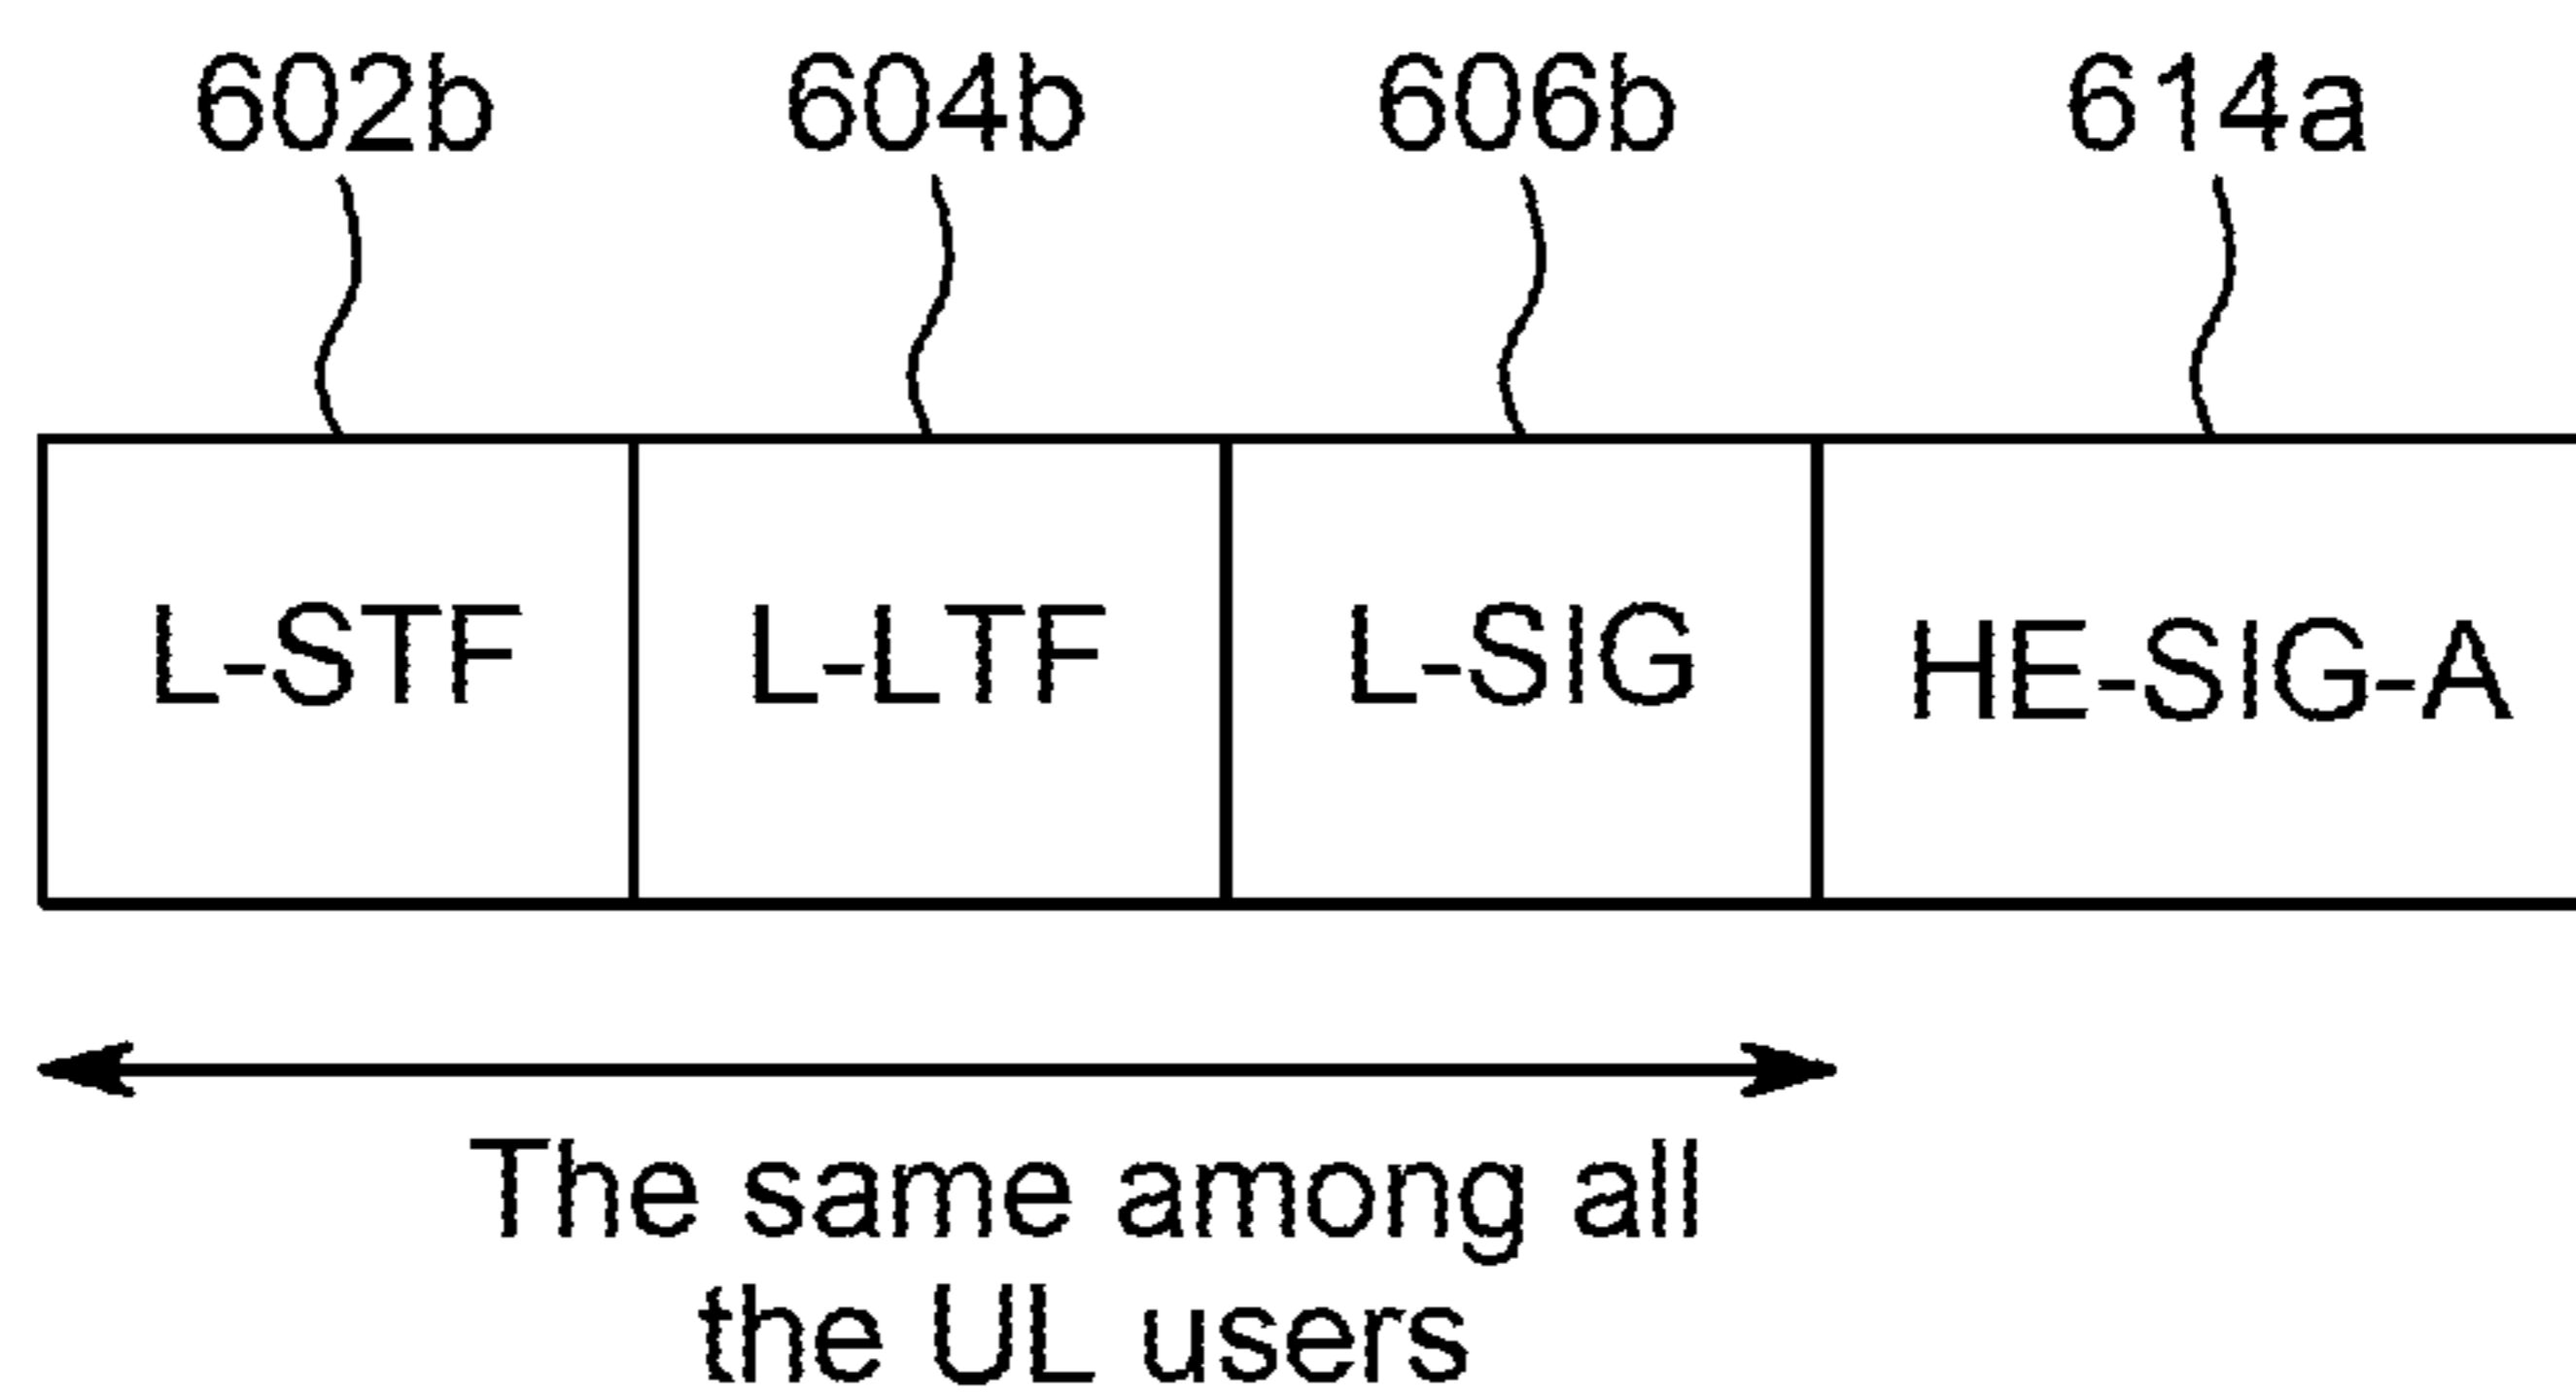 602b 604b 606b 614a
L-STF L-LTF L-SIG HE-SIG-A
The same among all
the UL users